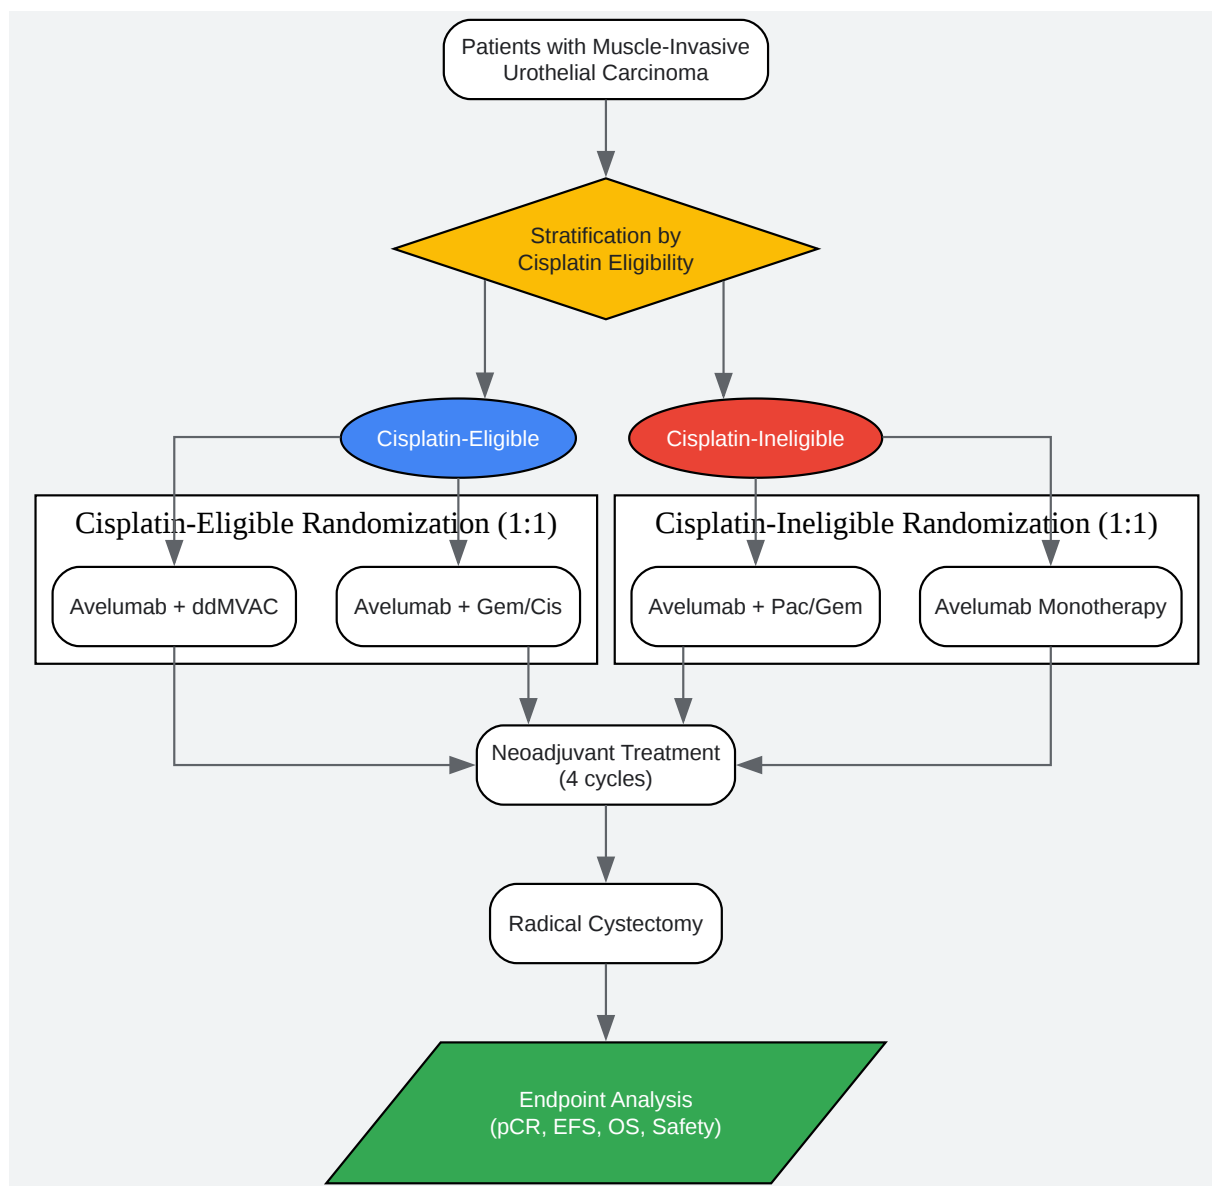 Patients with Muscle-Invasive
Urothelial Carcinoma
Stratification by
Cisplatin Eligibility
Cisplatin-Eligible
Cisplatin-Ineligible
Cisplatin-Eligible Randomization (1:1)
Cisplatin-Ineligible Randomization (1:1)
Avelumab + ddMVAC
Avelumab + Gem/Cis
Avelumab + Pac/Gem
Avelumab Monotherapy
Neoadjuvant Treatment
(4 cycles)
Radical Cystectomy
Endpoint Analysis
(pCR, EFS, OS, Safety)